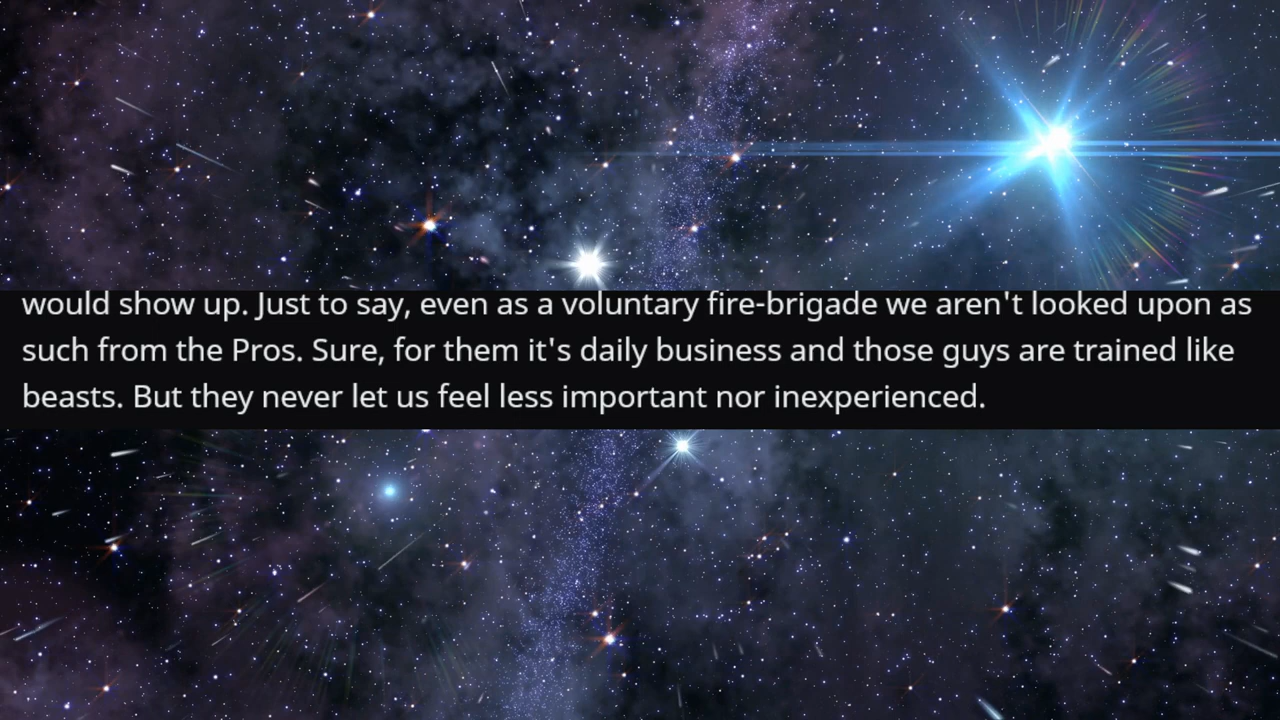 would show up. Just to say, even as a voluntary fire-brigade we aren't looked upon as
such from the Pros. Sure, for them it's daily business and those guys are trained like
beasts. But they never let us feel less important nor inexperienced.